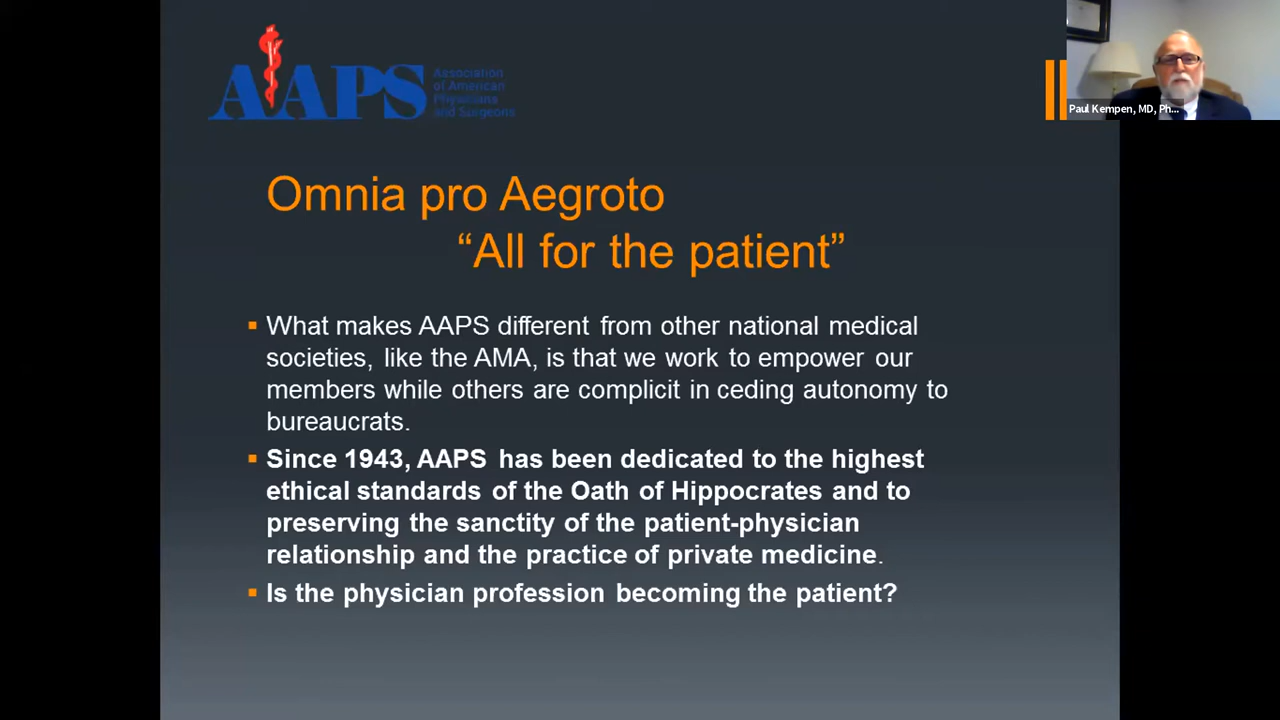 AAPS
Association
of American
Physicians
and Surgeons
Paul Kempen, MD, Ph...
Omnia pro Aegroto
“All for the patient”
▪ What makes AAPS different from other national medical
societies, like the AMA, is that we work to empower our
members while others are complicit in ceding autonomy to
bureaucrats.
▪ Since 1943, AAPS has been dedicated to the highest
ethical standards of the Oath of Hippocrates and to
preserving the sanctity of the patient-physician
relationship and the practice of private medicine.
▪ Is the physician profession becoming the patient?